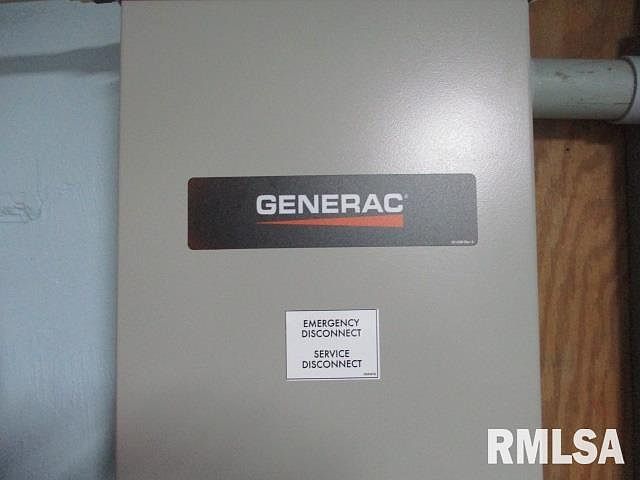 GENERAC®
EMERGENCY
DISCONNECT
SERVICE
DISCONNECT
RMLSA